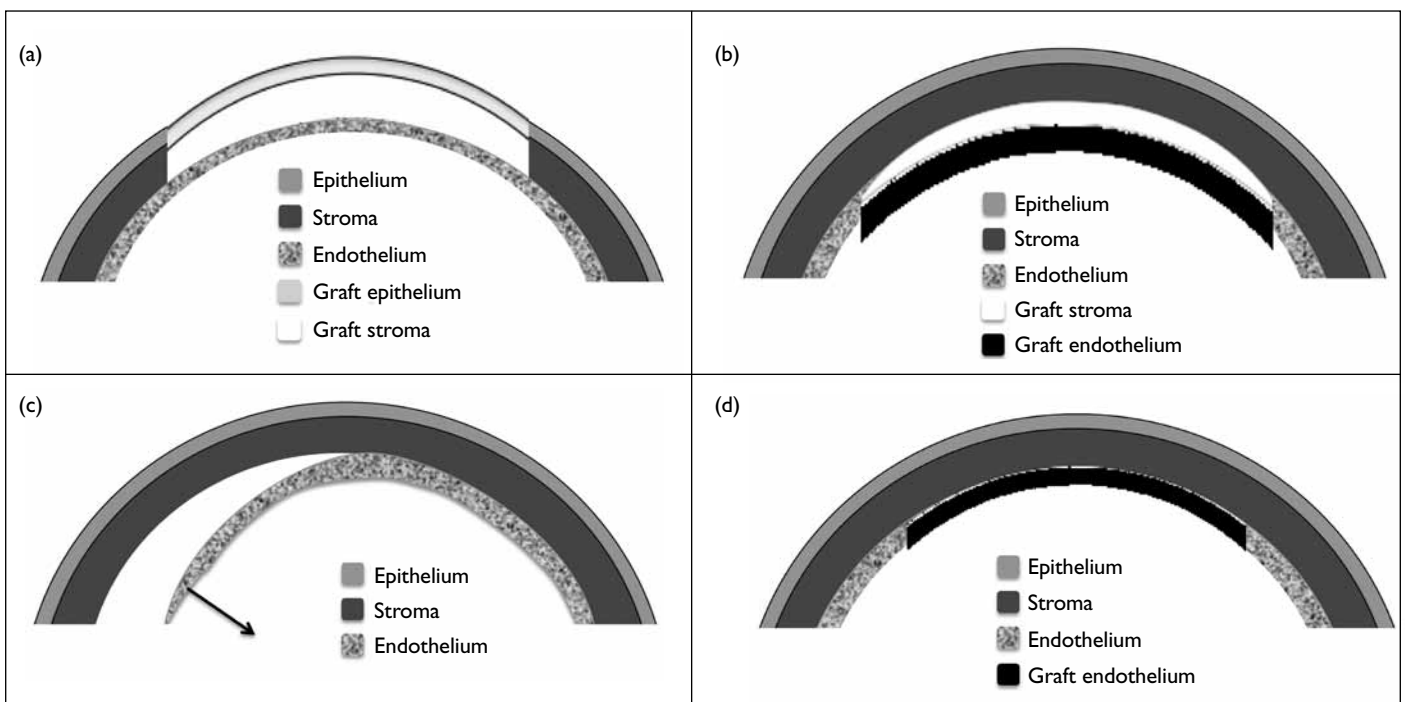 (a)
Epithelium
Stroma
Endothelium
Graft epithelium
Graft stroma
(b)
Epithelium
Stroma
Endothelium
Graft stroma
Graft endothelium
(c)
Epithelium
Stroma
Endothelium
(d)
Epithelium
Stroma
Endothelium
Graft endothelium